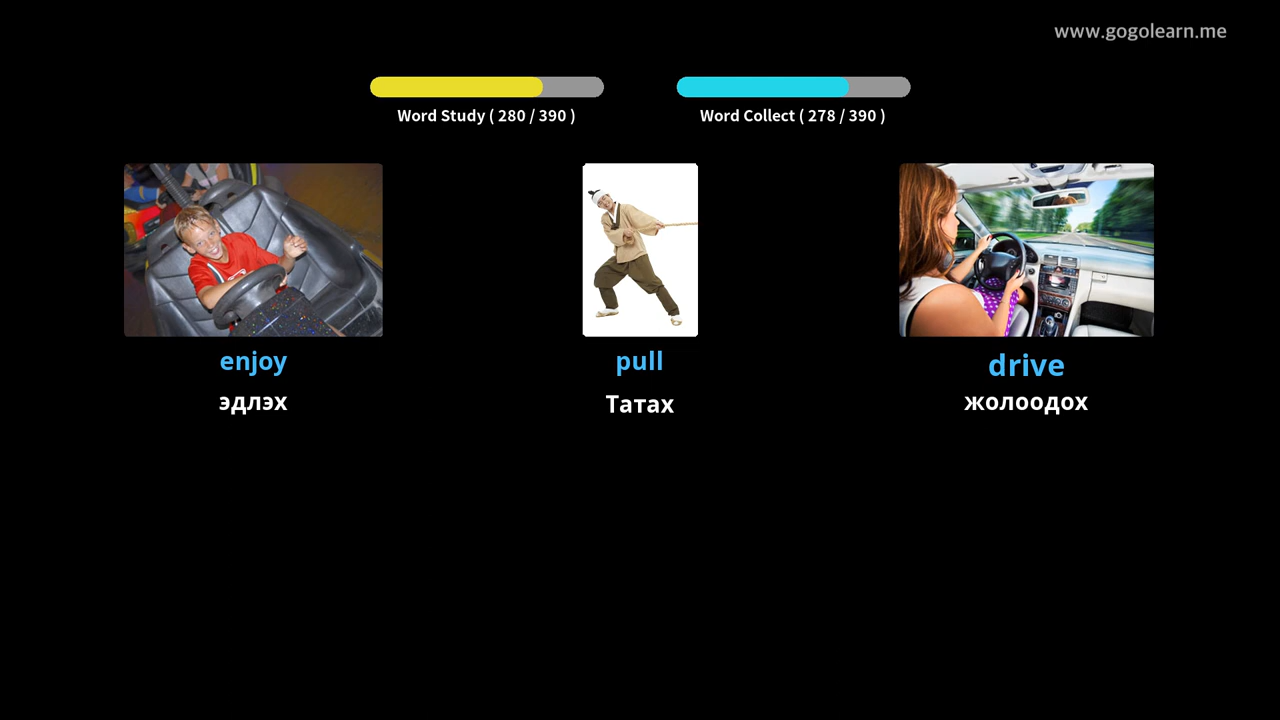 www.gogolearn.me
Word Study ( 280 / 390 )
Word Collect ( 278 / 390 )
enjoy
эдлэх
pull
Татах
drive
жолоодох